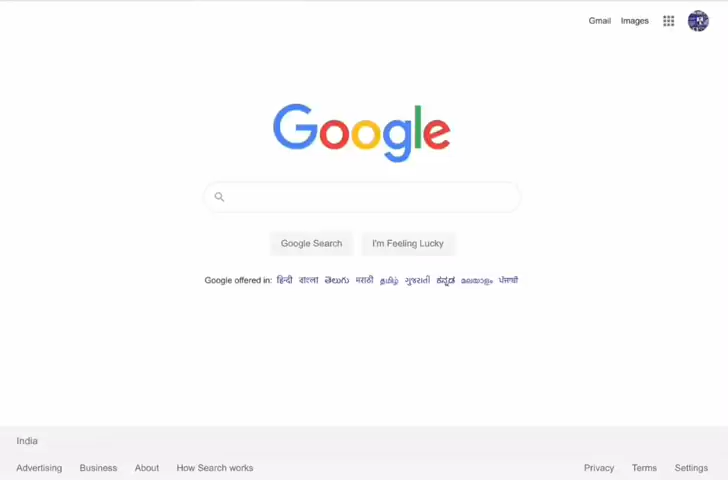 Gmail Images
Google
Google Search I'm Feeling Lucky
Google offered in: हिन्दी বাংলা తెలుగు मराठी தமிழ் ગુજરાતી ಕನ್ನಡ മലയാളം ਪੰਜਾਬੀ
India
Advertising Business About How Search works Privacy Terms Settings